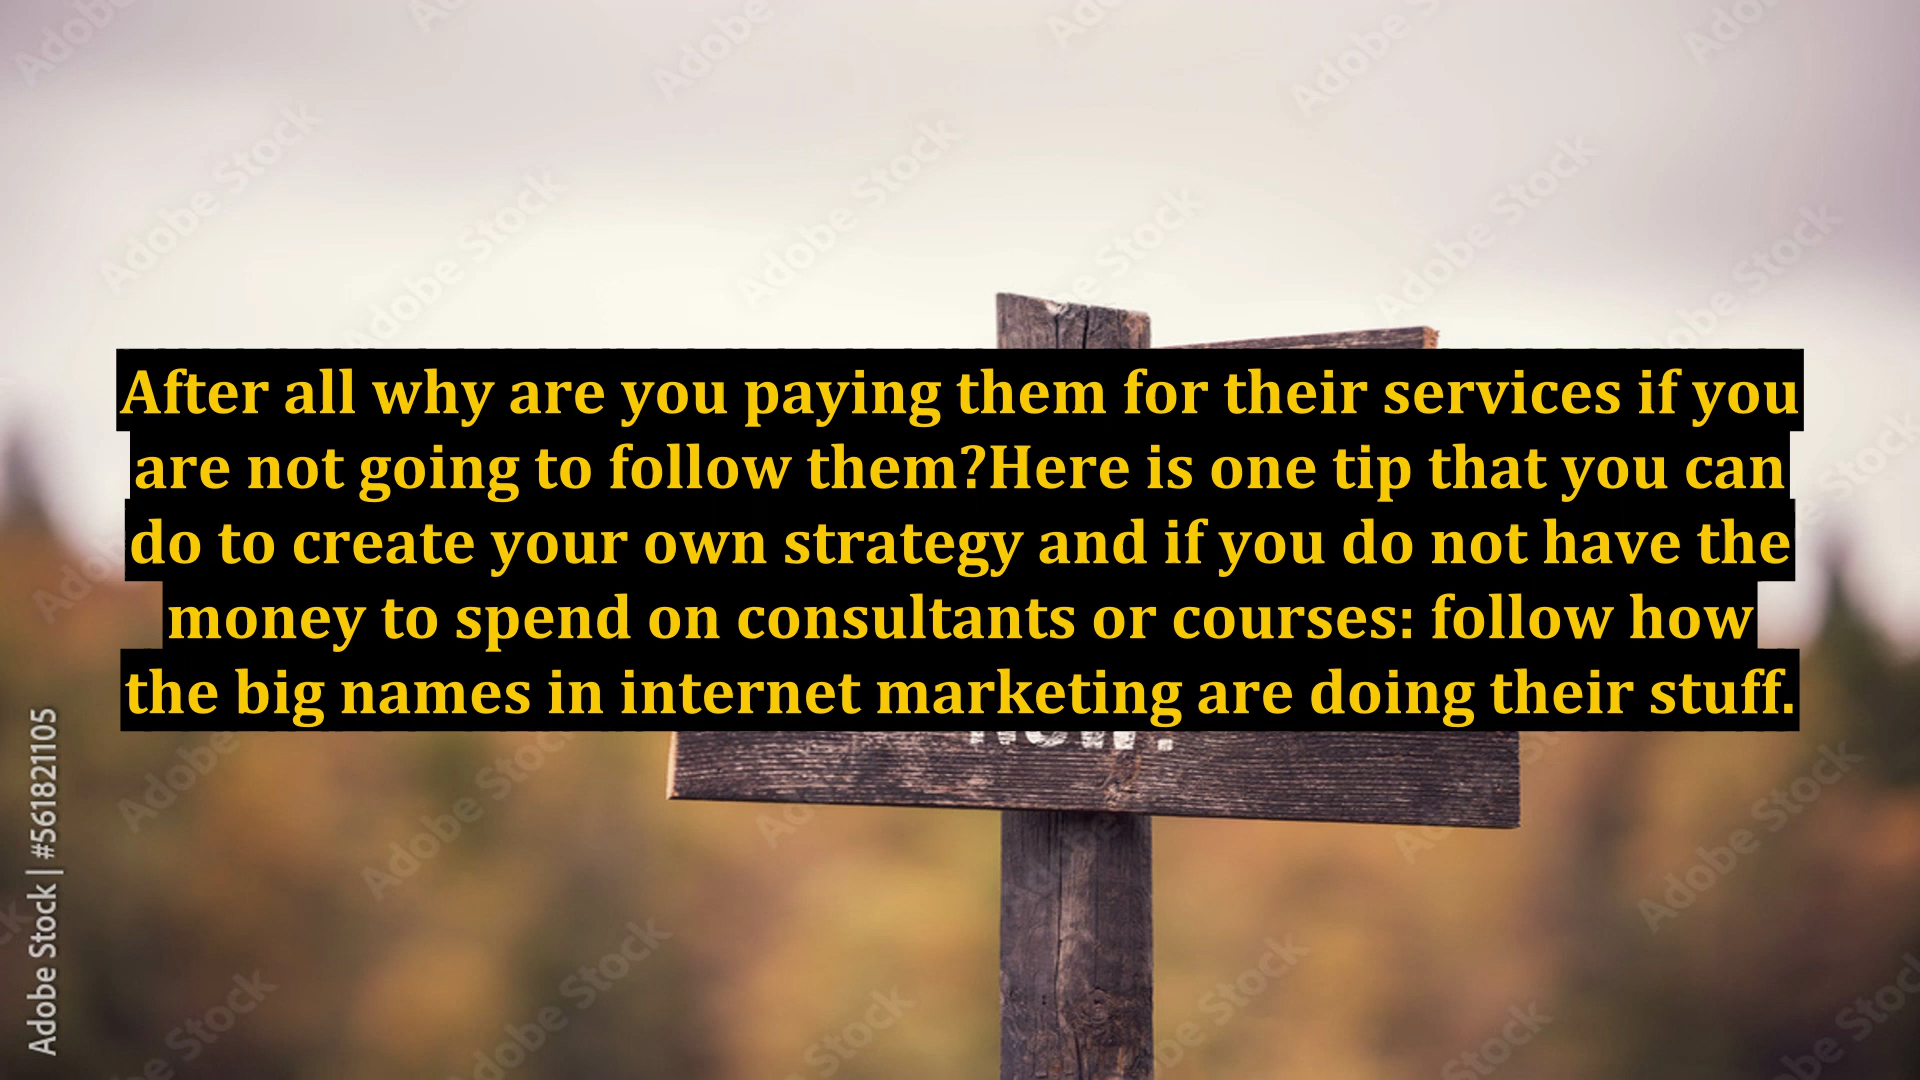 After all why are you paying them for their services if you
are not going to follow them?Here is one tip that you can
do to create your own strategy and if you do not have the
money to spend on consultants or courses: follow how
the big names in internet marketing are doing their stuff.
Adobe Stock | #561821105